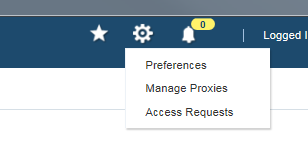 0
Logged I
Preferences
Manage Proxies
Access Requests